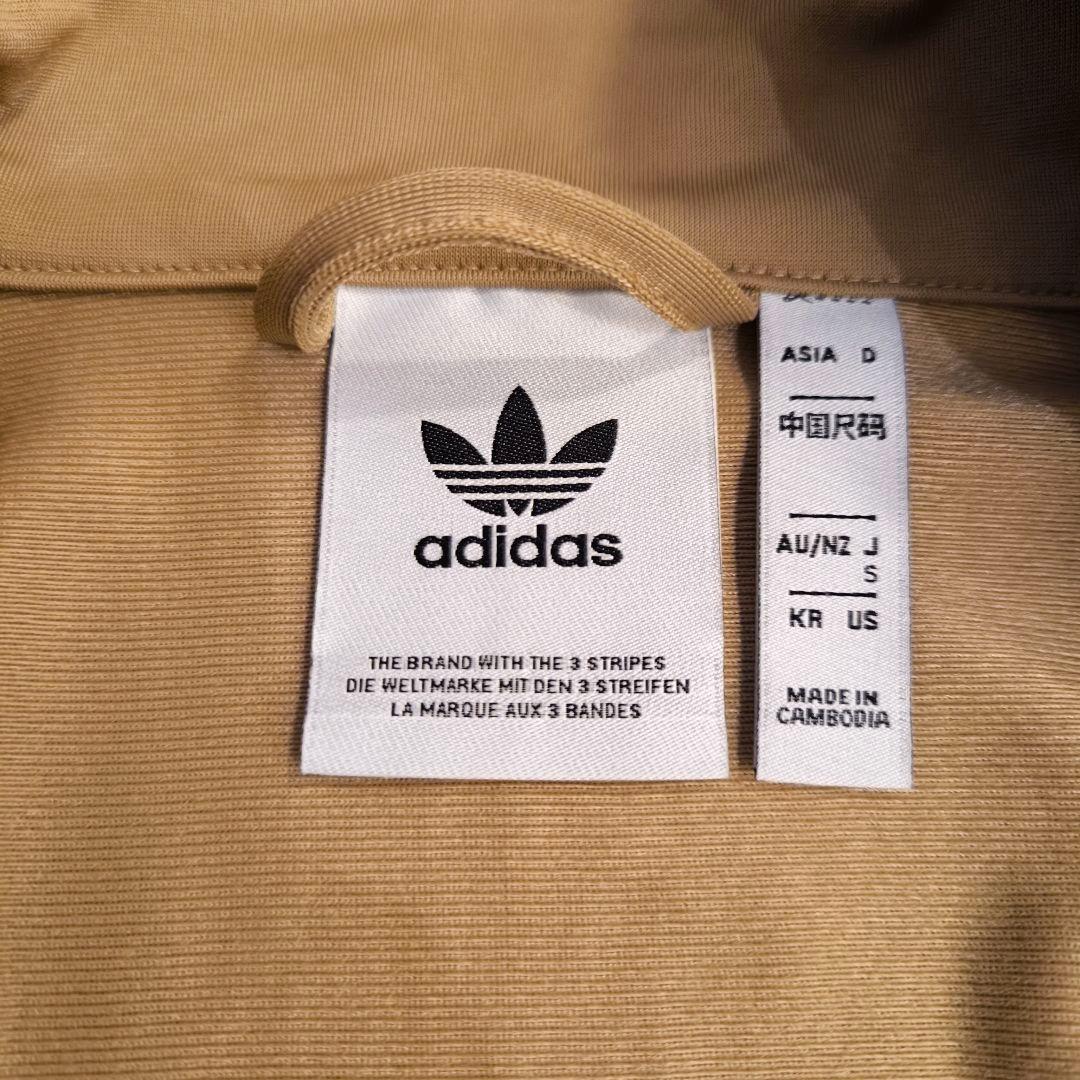 adidas
THE BRAND WITH THE 3 STRIPES
DIE WELTMARKE MIT DEN 3 STREIFEN
LA MARQUE AUX 3 BANDES
ASIA D
中国尺码
AU/NZ J
S
KR US
MADE IN
CAMBODIA